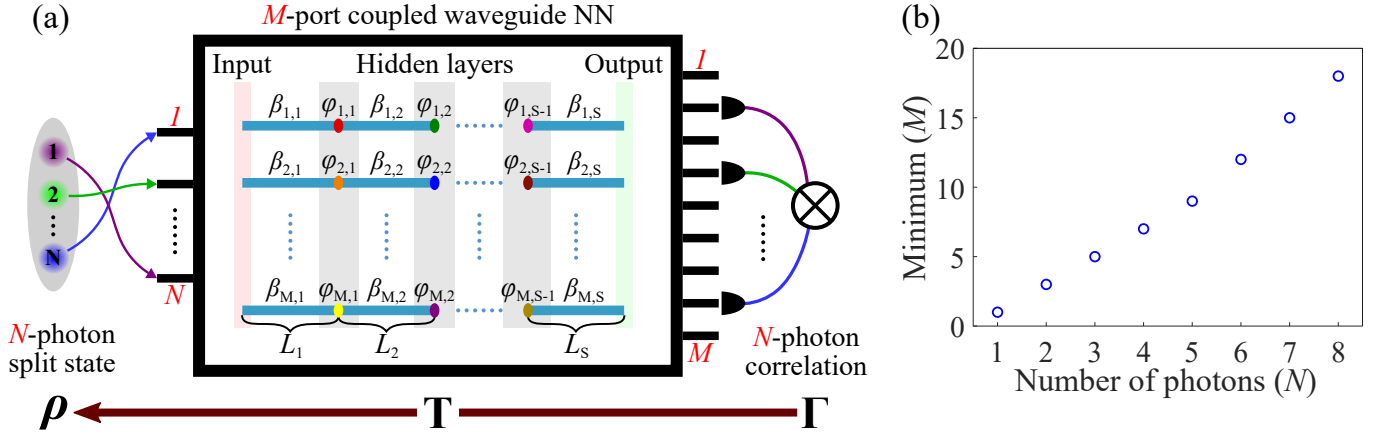 (a)
M-port coupled waveguide NN
Input
Hidden layers
Output
β1,1 φ1,1 β1,2 φ1,2 φ1,S-1 β1,S
β2,1 φ2,1 β2,2 φ2,2 φ2,S-1 β2,S
βM,1 φM,1 βM,2 φM,2 φM,S-1 βM,S
L1 L2 LS
1
2
N
1
N
1
M
N-photon
split state
N-photon
correlation
ρ T Γ
(b)
Minimum (M)
20
15
10
5
0
1 2 3 4 5 6 7 8
Number of photons (N)